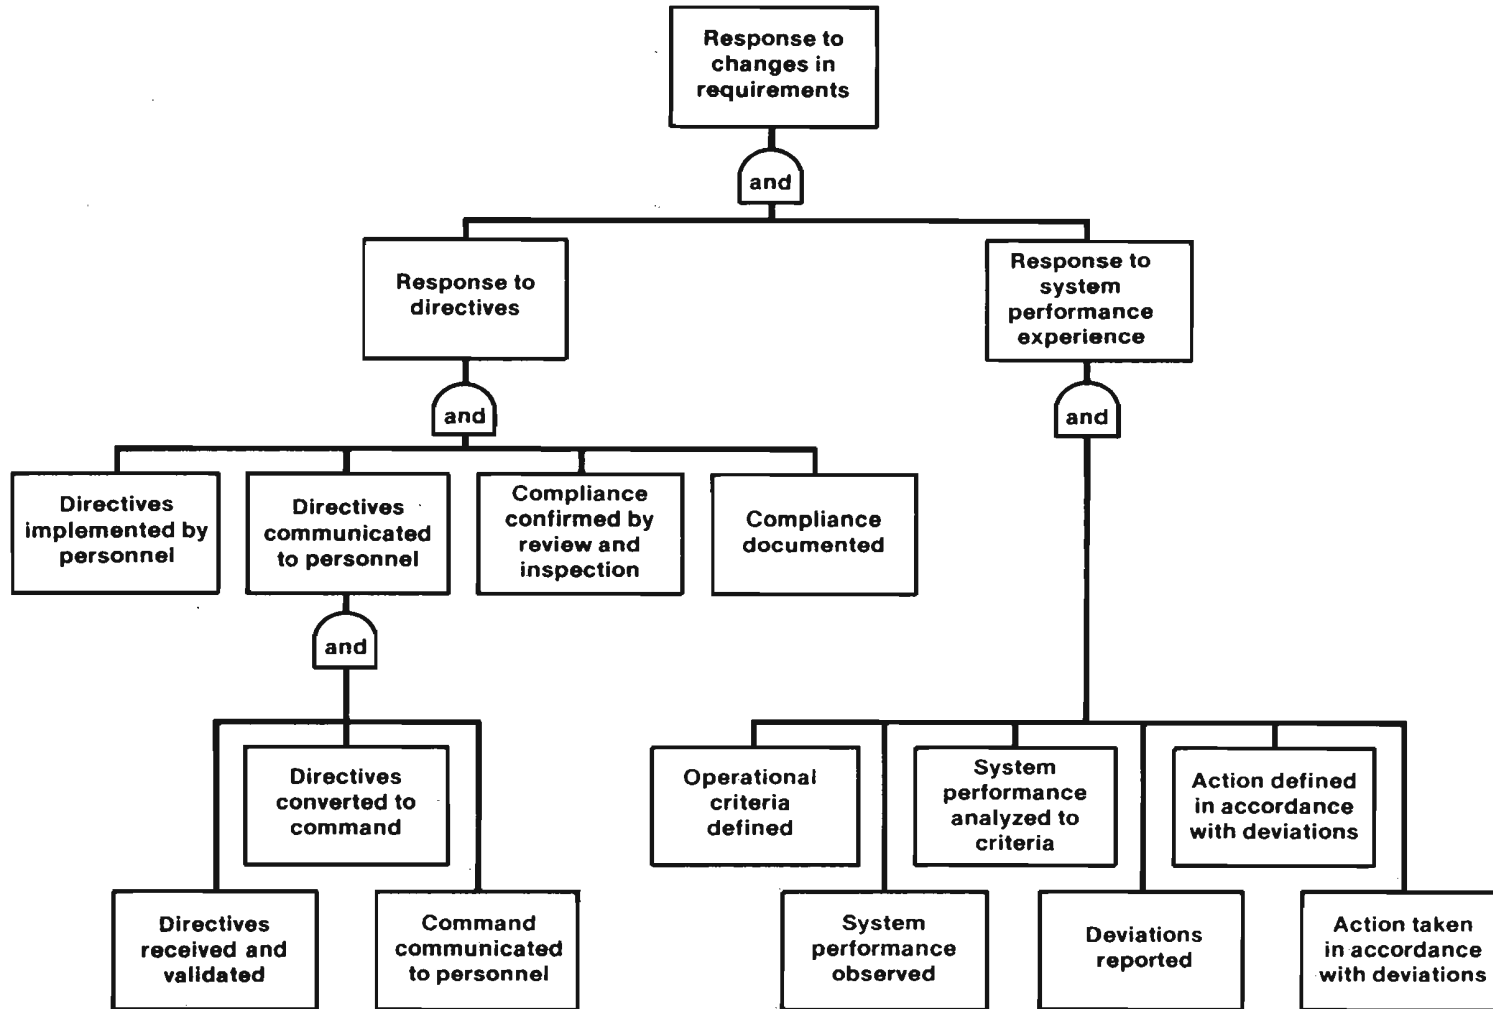 Response to
changes in
requirements
and
Response to
directives
Response to
system
performance
experience
and
and
Directives
implemented by
personnel
Directives
communicated
to personnel
Compliance
confirmed by
review and
inspection
Compliance
documented
and
Directives
converted to
command
Operational
criteria
defined
System
performance
analyzed to
criteria
Action defined
in accordance
with deviations
Directives
received and
validated
Command
communicated
to personnel
System
performance
observed
Deviations
reported
Action taken
in accordance
with deviations